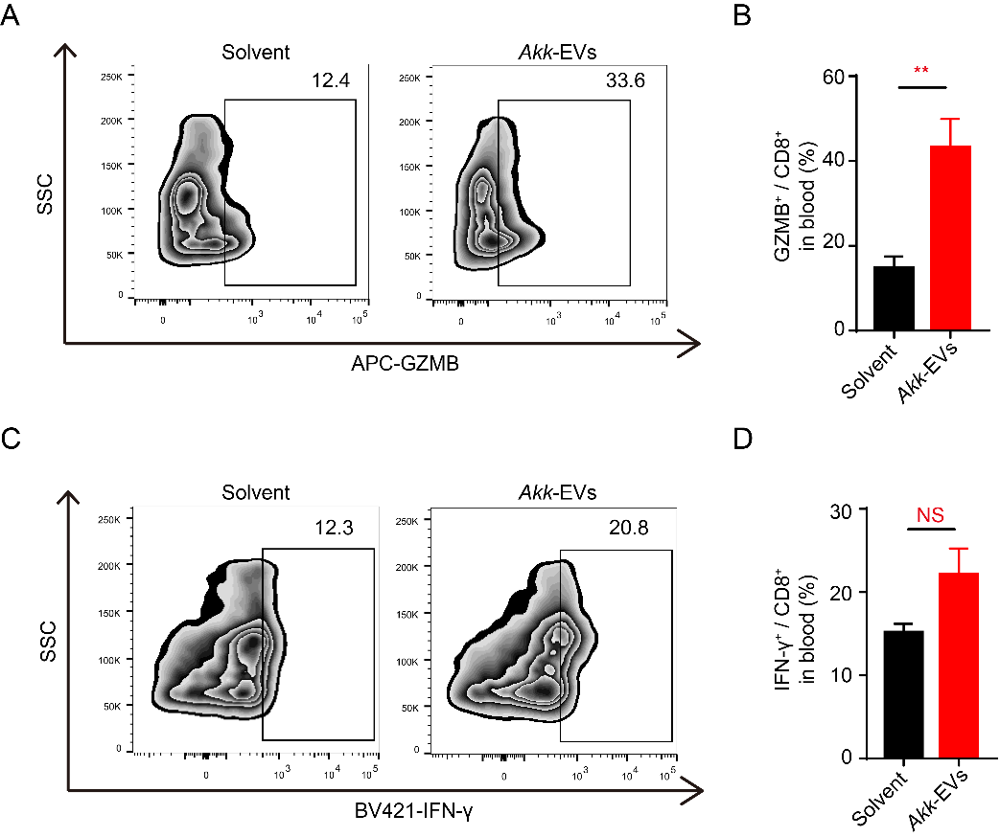 A
Solvent
Akk-EVs
12.4
33.6
250K
200K
150K
100K
50K
0
0
10³
10⁴
10⁵
250K
200K
150K
100K
50K
0
0
10³
10⁴
10⁵
SSC
APC-GZMB
B
**
60
40
20
0
GZMB⁺ / CD8⁺
in blood (%)
Solvent
Akk-EVs
C
Solvent
Akk-EVs
12.3
20.8
250K
200K
150K
100K
50K
0
0
10³
10⁴
10⁵
250K
200K
150K
100K
50K
0
0
10³
10⁴
10⁵
SSC
BV421-IFN-γ
D
NS
30
20
10
0
IFN-γ⁺ / CD8⁺
in blood (%)
Solvent
Akk-EVs